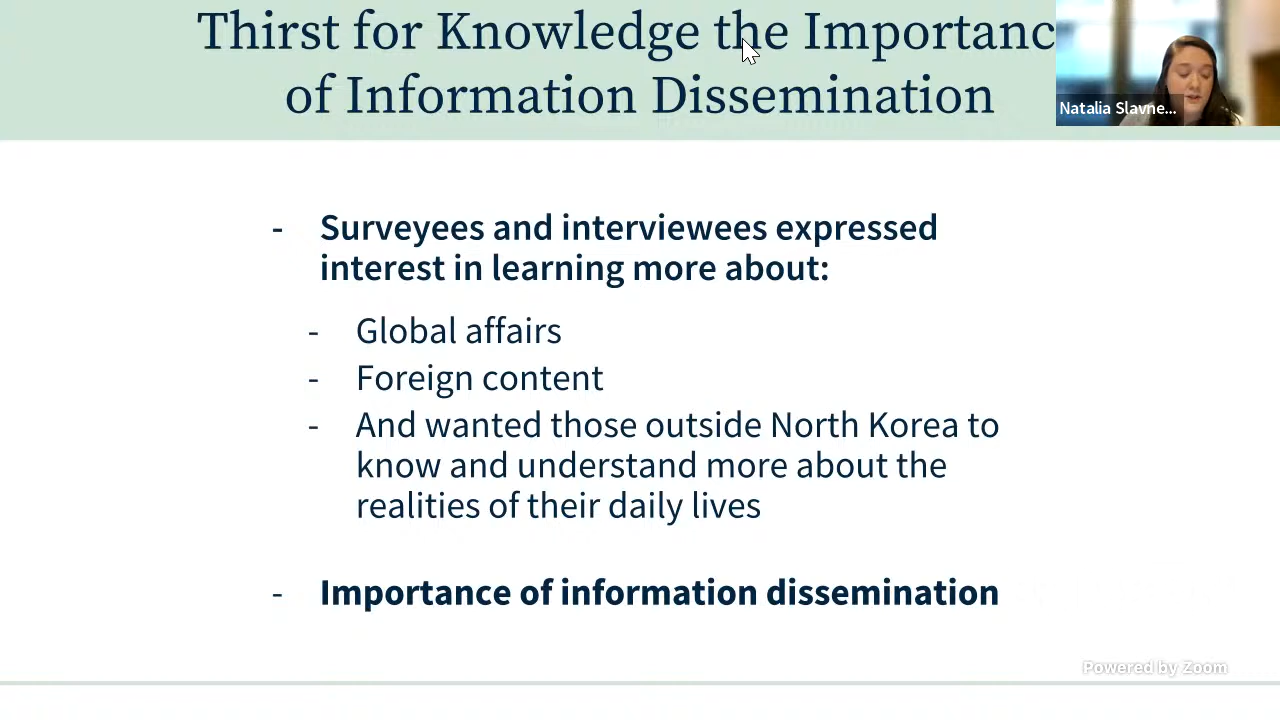 Thirst for Knowledge the Importanc
of Information Dissemination
Natalia Slavne...
- Surveyees and interviewees expressed
interest in learning more about:
- Global affairs
- Foreign content
- And wanted those outside North Korea to
know and understand more about the
realities of their daily lives
- Importance of information dissemination
Powered by Zoom